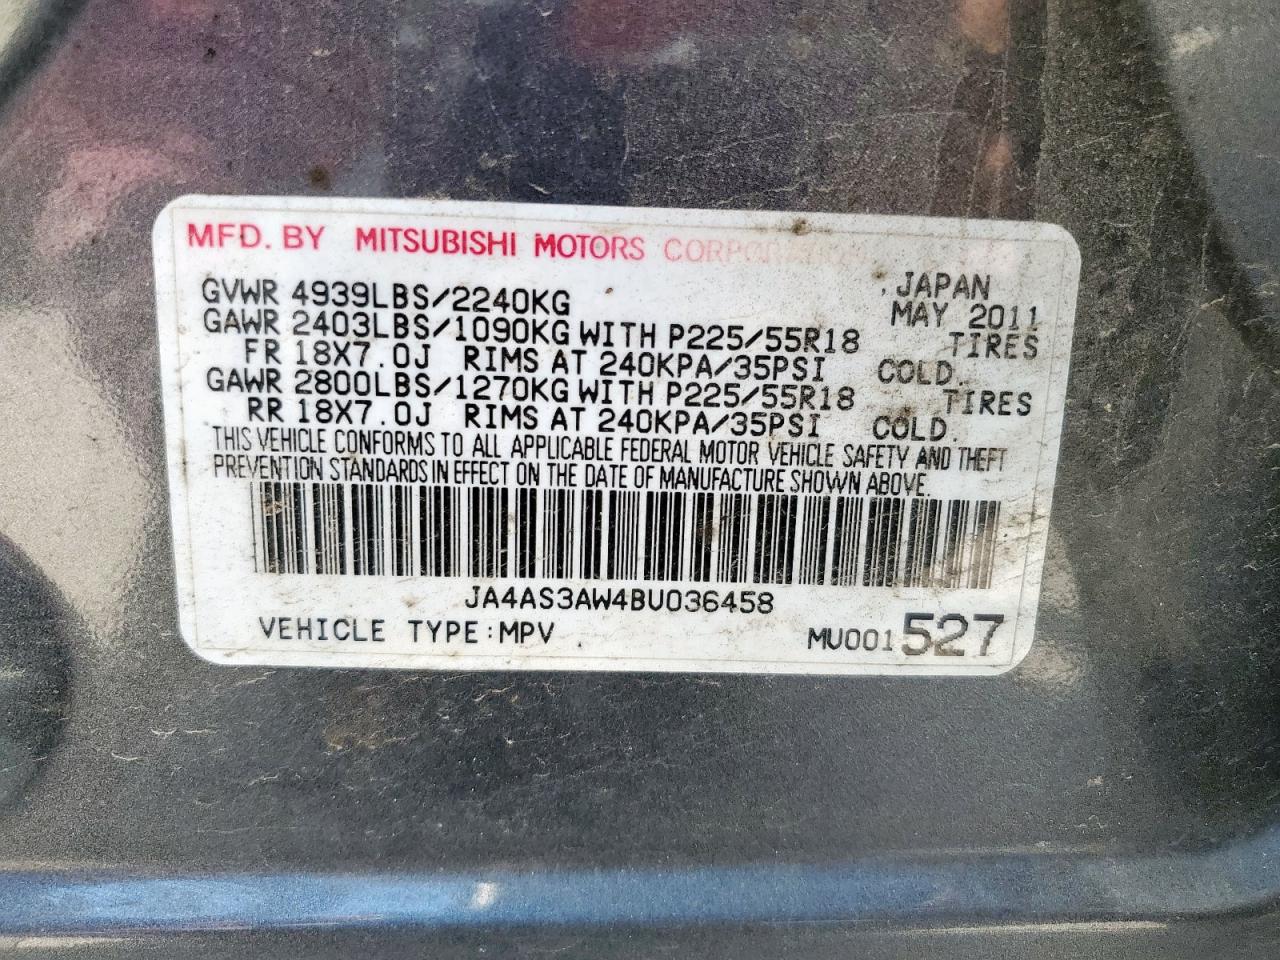 MFD. BY MITSUBISHI MOTORS CORPORATION
GVWR 4939LBS/2240KG , JAPAN
MAY 2011
GAWR 2403LBS/1090KG WITH P225/55R18 TIRES
FR 18X7.0J RIMS AT 240KPA/35PSI COLD.
GAWR 2800LBS/1270KG WITH P225/55R18 TIRES
RR 18X7.0J RIMS AT 240KPA/35PSI COLD.
THIS VEHICLE CONFORMS TO ALL APPLICABLE FEDERAL MOTOR VEHICLE SAFETY AND THEFT
PREVENTION STANDARDS IN EFFECT ON THE DATE OF MANUFACTURE SHOWN ABOVE.
JA4AS3AW4BU036458
VEHICLE TYPE:MPV MU001 527